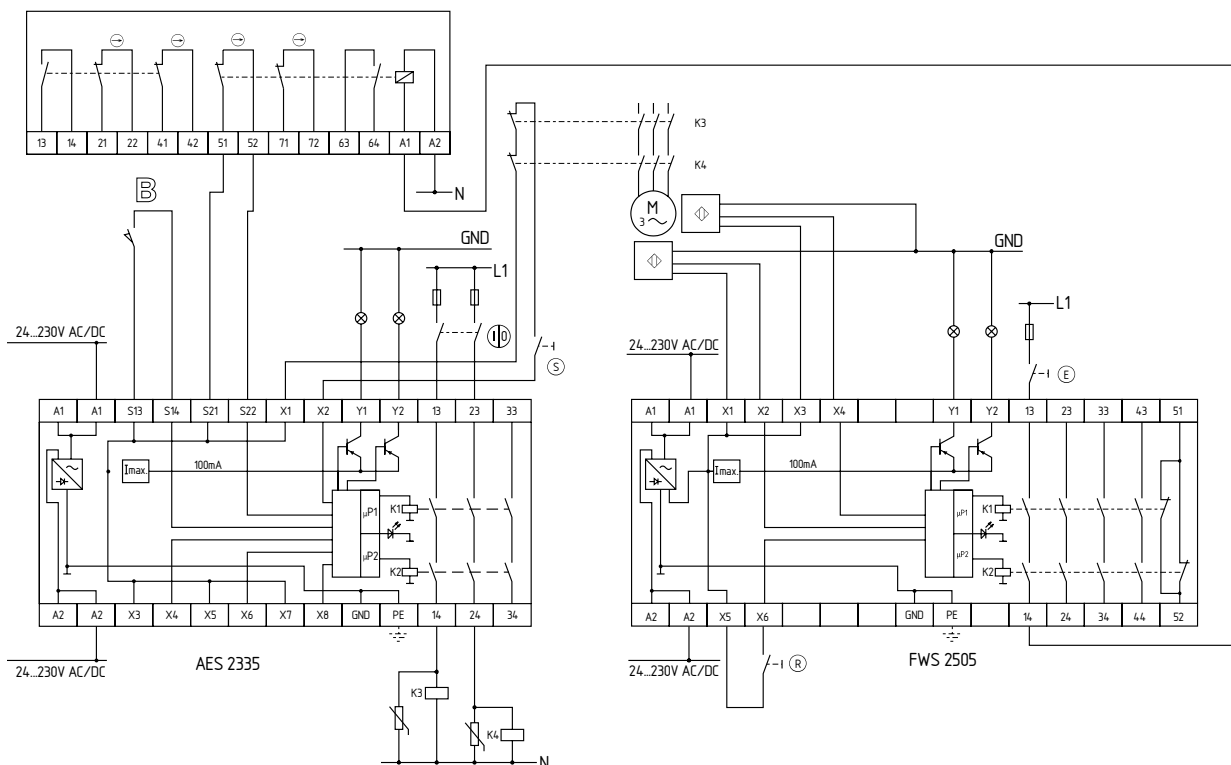 13 14 21 22 41 42 51 52 71 72 63 64 A1 A2
N
K3
K4
M
3
B
GND
L1
I 0
S
24...230V AC/DC
A1 A1 S13 S14 S21 S22 X1 X2 Y1 Y2 13 23 33
Imax.
100mA
µP1
µP2
K1
K2
A2 A2 X3 X4 X5 X6 X7 X8 GND PE 14 24 34
24...230V AC/DC
AES 2335
K3
K4
N
GND
L1
E
24...230V AC/DC
A1 A1 X1 X2 X3 X4 Y1 Y2 13 23 33 43 51
Imax.
100mA
µP1
µP2
K1
K2
A2 A2 X5 X6 GND PE 14 24 34 44 52
24...230V AC/DC
R
FWS 2505